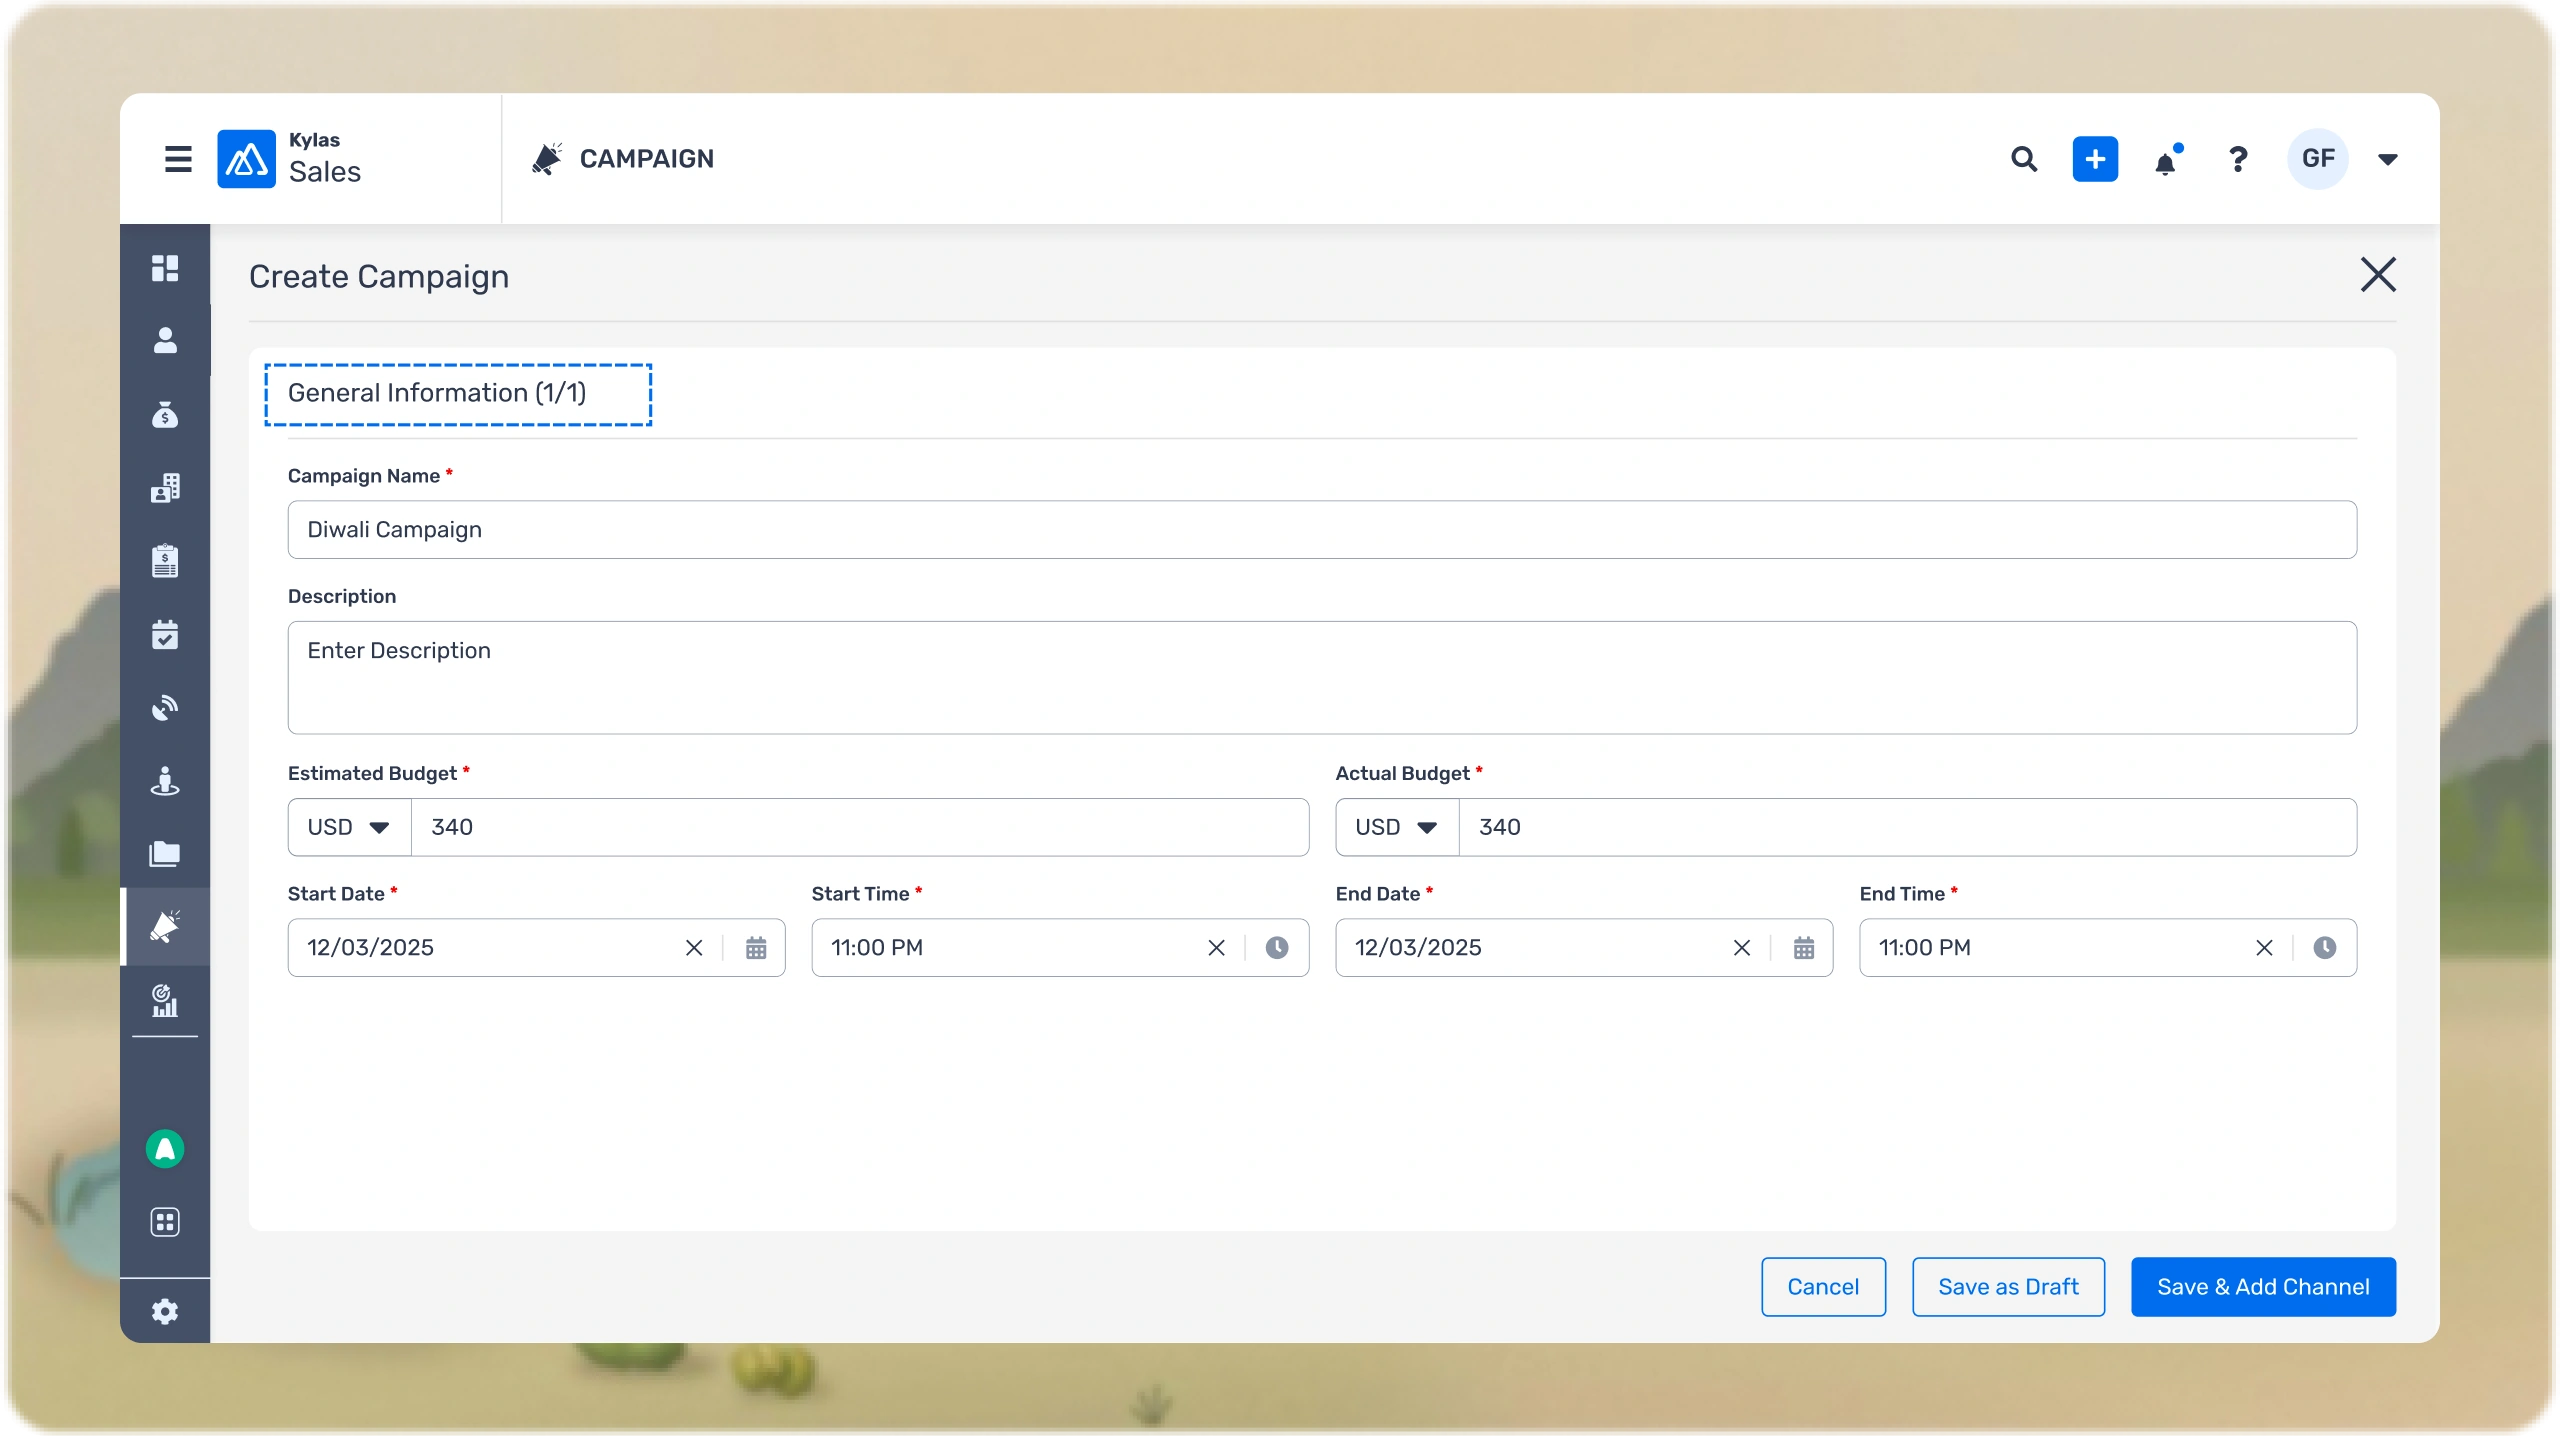 Kylas
Sales
CAMPAIGN
GF
Create Campaign
General Information (1/1)
Campaign Name *
Diwali Campaign
Description
Enter Description
Estimated Budget * Actual Budget *
USD 340 USD 340
Start Date * Start Time * End Date * End Time *
12/03/2025 11:00 PM 12/03/2025 11:00 PM
Cancel Save as Draft Save & Add Channel